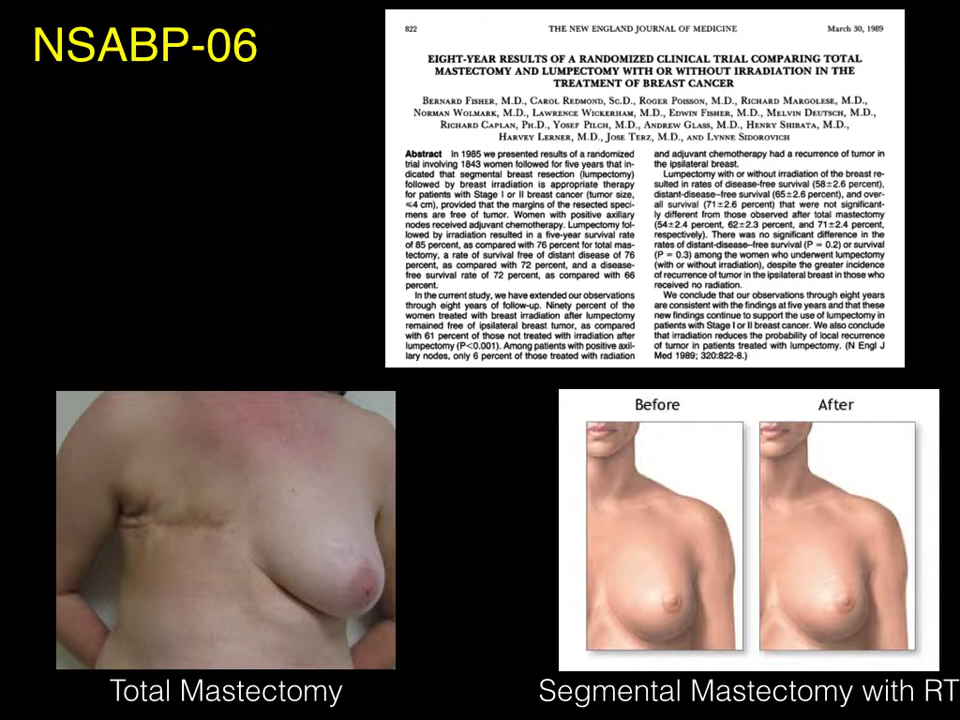 NSABP-06
822 THE NEW ENGLAND JOURNAL OF MEDICINE March 30, 1989
EIGHT-YEAR RESULTS OF A RANDOMIZED CLINICAL TRIAL COMPARING TOTAL
MASTECTOMY AND LUMPECTOMY WITH OR WITHOUT IRRADIATION IN THE
TREATMENT OF BREAST CANCER
BERNARD FISHER, M.D., CAROL REDMOND, SC.D., ROGER POISSON, M.D., RICHARD MARGOLESE, M.D.,
NORMAN WOLMARK, M.D., LAWRENCE WICKERHAM, M.D., EDWIN FISHER, M.D., MELVIN DEUTSCH, M.D.,
RICHARD CAPLAN, PH.D., YOSEF PILCH, M.D., ANDREW GLASS, M.D., HENRY SHIBATA, M.D.,
HARVEY LERNER, M.D., JOSE TERZ, M.D., AND LYNNE SIDOROVICH
Abstract In 1985 we presented results of a randomized
trial involving 1843 women followed for five years that in-
dicated that segmental breast resection (lumpectomy)
followed by breast irradiation is appropriate therapy
for patients with Stage I or II breast cancer (tumor size,
≤4 cm), provided that the margins of the resected speci-
mens are free of tumor. Women with positive axillary
nodes received adjuvant chemotherapy. Lumpectomy fol-
lowed by irradiation resulted in a five-year survival rate
of 85 percent, as compared with 76 percent for total mas-
tectomy, a rate of survival free of distant disease of 76
percent, as compared with 72 percent, and a disease-
free survival rate of 72 percent, as compared with 66
percent.
In the current study, we have extended our observations
through eight years of follow-up. Ninety percent of the
women treated with breast irradiation after lumpectomy
remained free of ipsilateral breast tumor, as compared
with 61 percent of those not treated with irradiation after
lumpectomy (P<0.001). Among patients with positive axil-
lary nodes, only 6 percent of those treated with radiation
and adjuvant chemotherapy had a recurrence of tumor in
the ipsilateral breast.
Lumpectomy with or without irradiation of the breast re-
sulted in rates of disease-free survival (58±2.6 percent),
distant-disease–free survival (65±2.6 percent), and over-
all survival (71±2.6 percent) that were not significant-
ly different from those observed after total mastectomy
(54±2.4 percent, 62±2.3 percent, and 71±2.4 percent,
respectively). There was no significant difference in the
rates of distant-disease–free survival (P = 0.2) or survival
(P = 0.3) among the women who underwent lumpectomy
(with or without irradiation), despite the greater incidence
of recurrence of tumor in the ipsilateral breast in those who
received no radiation.
We conclude that our observations through eight years
are consistent with the findings at five years and that these
new findings continue to support the use of lumpectomy in
patients with Stage I or II breast cancer. We also conclude
that irradiation reduces the probability of local recurrence
of tumor in patients treated with lumpectomy. (N Engl J
Med 1989; 320:822-8.)
Before After
Total Mastectomy
Segmental Mastectomy with RT